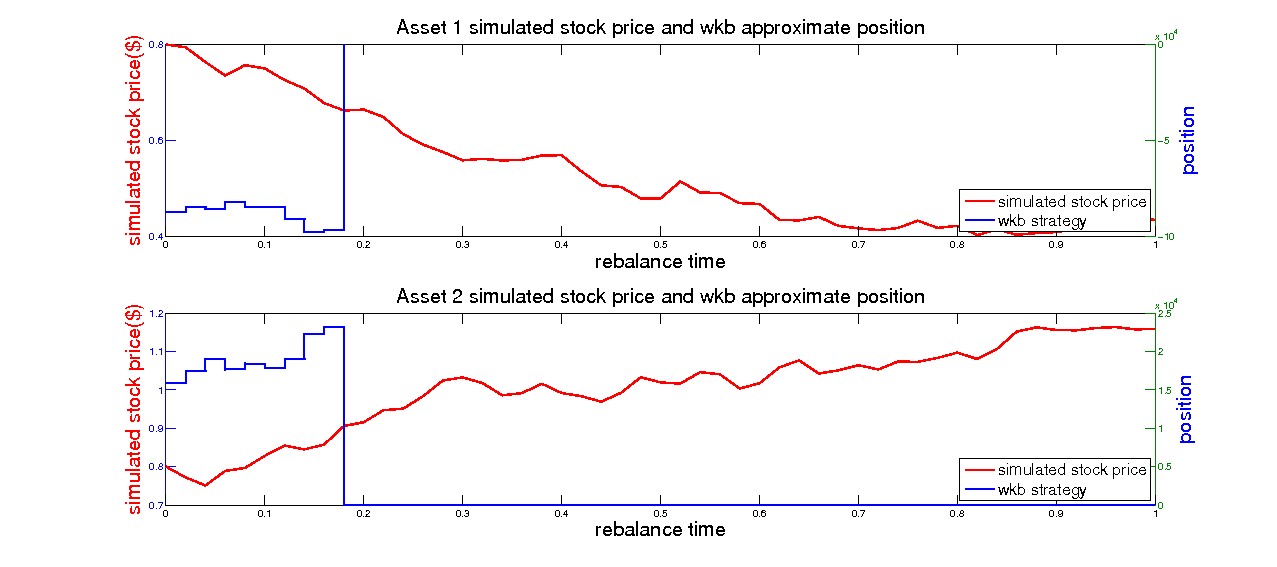 Asset 1 simulated stock price and wkb approximate position
x 10^4
0.8
0.6
0.4
simulated stock price($)
0
−5
−10
position
simulated stock price
wkb strategy
0 0.1 0.2 0.3 0.4 0.5 0.6 0.7 0.8 0.9 1
rebalance time
Asset 2 simulated stock price and wkb approximate position
x 10^4
1.2
1.1
1
0.9
0.8
0.7
simulated stock price($)
2.5
2
1.5
1
0.5
0
position
simulated stock price
wkb strategy
0 0.1 0.2 0.3 0.4 0.5 0.6 0.7 0.8 0.9 1
rebalance time